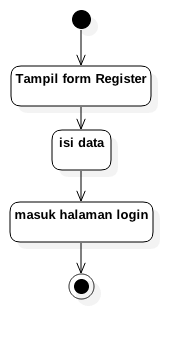 Tampil form Register
isi data
masuk halaman login